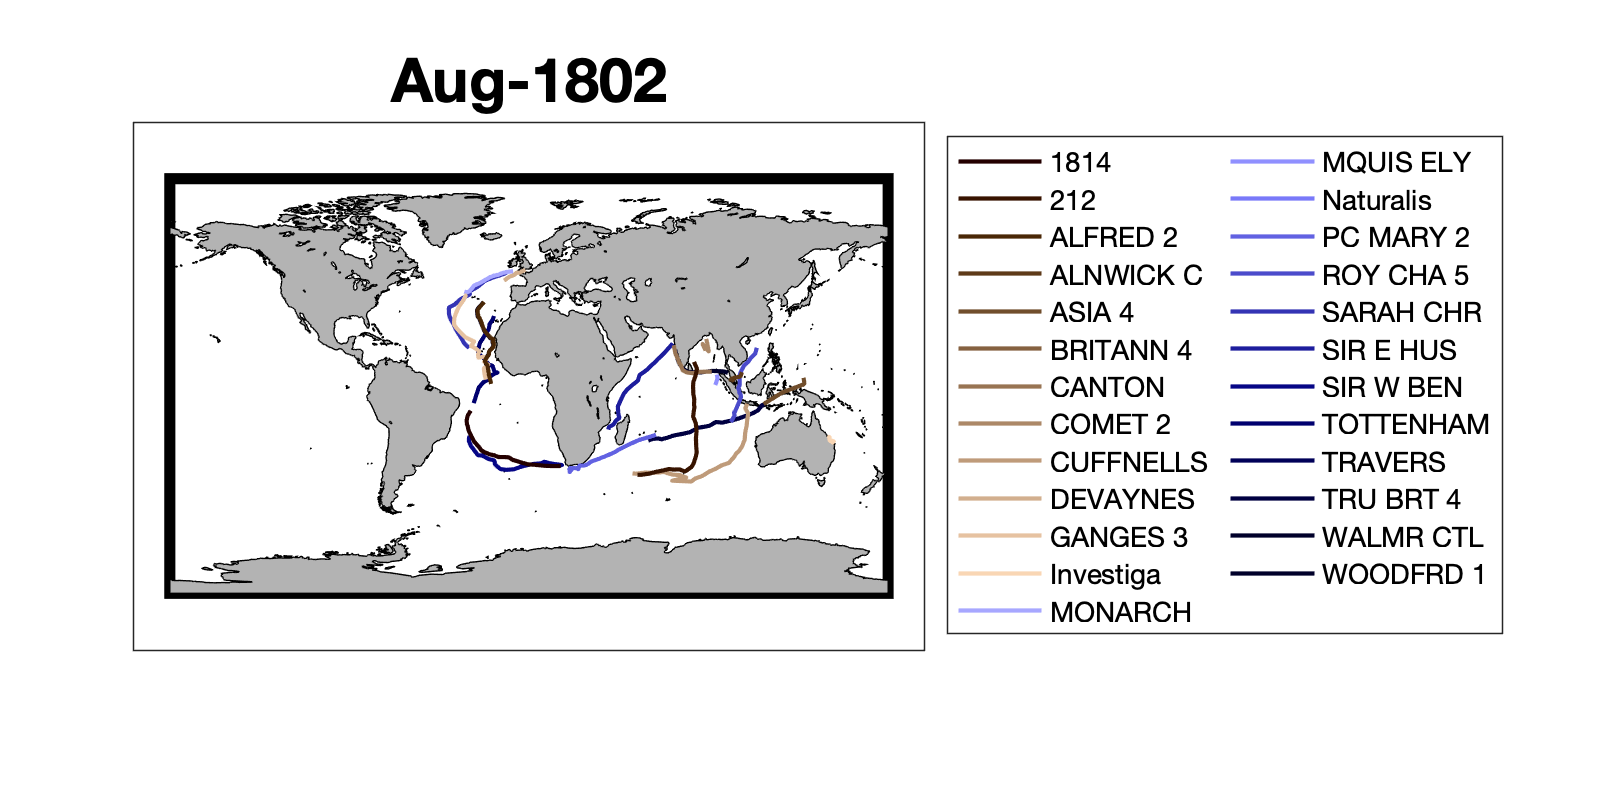 Aug-1802
1814
212
ALFRED 2
ALNWICK C
ASIA 4
BRITANN 4
CANTON
COMET 2
CUFFNELLS
DEVAYNES
GANGES 3
Investiga
MONARCH
MQUIS ELY
Naturalis
PC MARY 2
ROY CHA 5
SARAH CHR
SIR E HUS
SIR W BEN
TOTTENHAM
TRAVERS
TRU BRT 4
WALMR CTL
WOODFRD 1